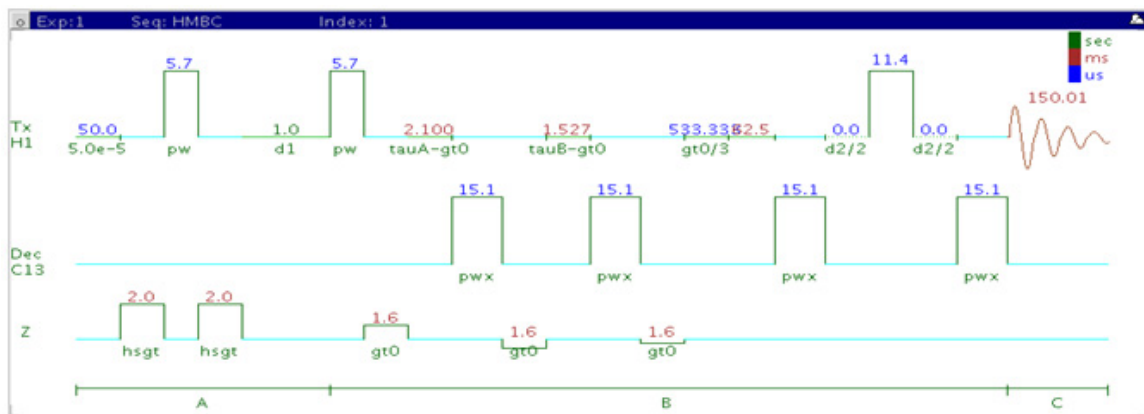 Exp:1 Seq: HMBC Index: 1
sec
ms
us
5.7 5.7 11.4 150.01
Tx
H1
50.0 1.0 2.100 1.527 533.333 62.5 0.0 0.0
5.0e-5 pw d1 pw tauA-gt0 tauB-gt0 gt0/3 d2/2 d2/2
15.1 15.1 15.1 15.1
Dec
C13
pwx pwx pwx pwx
2.0 2.0 1.6 1.6 1.6
Z
hsgt hsgt gt0 gt0 gt0
A B C